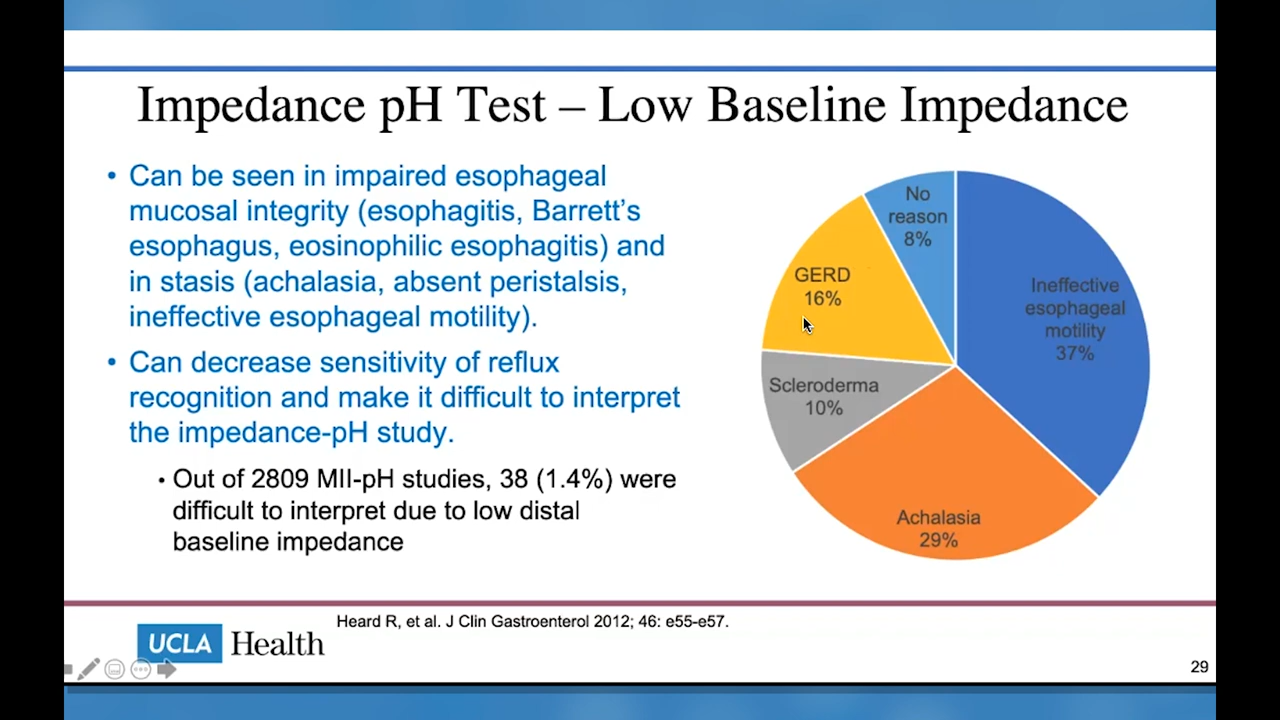 Impedance pH Test – Low Baseline Impedance
• Can be seen in impaired esophageal
mucosal integrity (esophagitis, Barrett’s
esophagus, eosinophilic esophagitis) and
in stasis (achalasia, absent peristalsis,
ineffective esophageal motility).
• Can decrease sensitivity of reflux
recognition and make it difficult to interpret
the impedance-pH study.
• Out of 2809 MII-pH studies, 38 (1.4%) were
difficult to interpret due to low distal
baseline impedance
No
reason
8%
GERD
16%
Ineffective
esophageal
motility
37%
Scleroderma
10%
Achalasia
29%
Heard R, et al. J Clin Gastroenterol 2012; 46: e55-e57.
UCLA Health
29